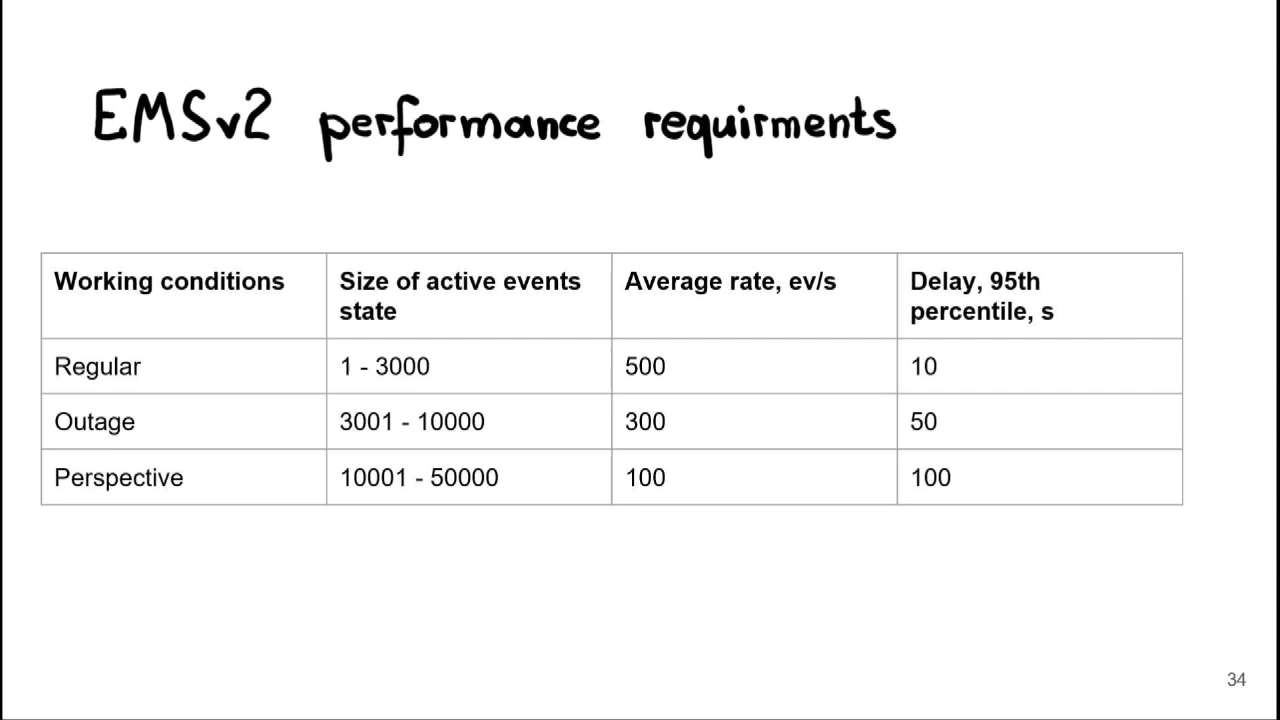 EMSv2 performance requirments
Working conditions
Size of active events
state
Average rate, ev/s
Delay, 95th
percentile, s
Regular
1 - 3000
500
10
Outage
3001 - 10000
300
50
Perspective
10001 - 50000
100
100
34